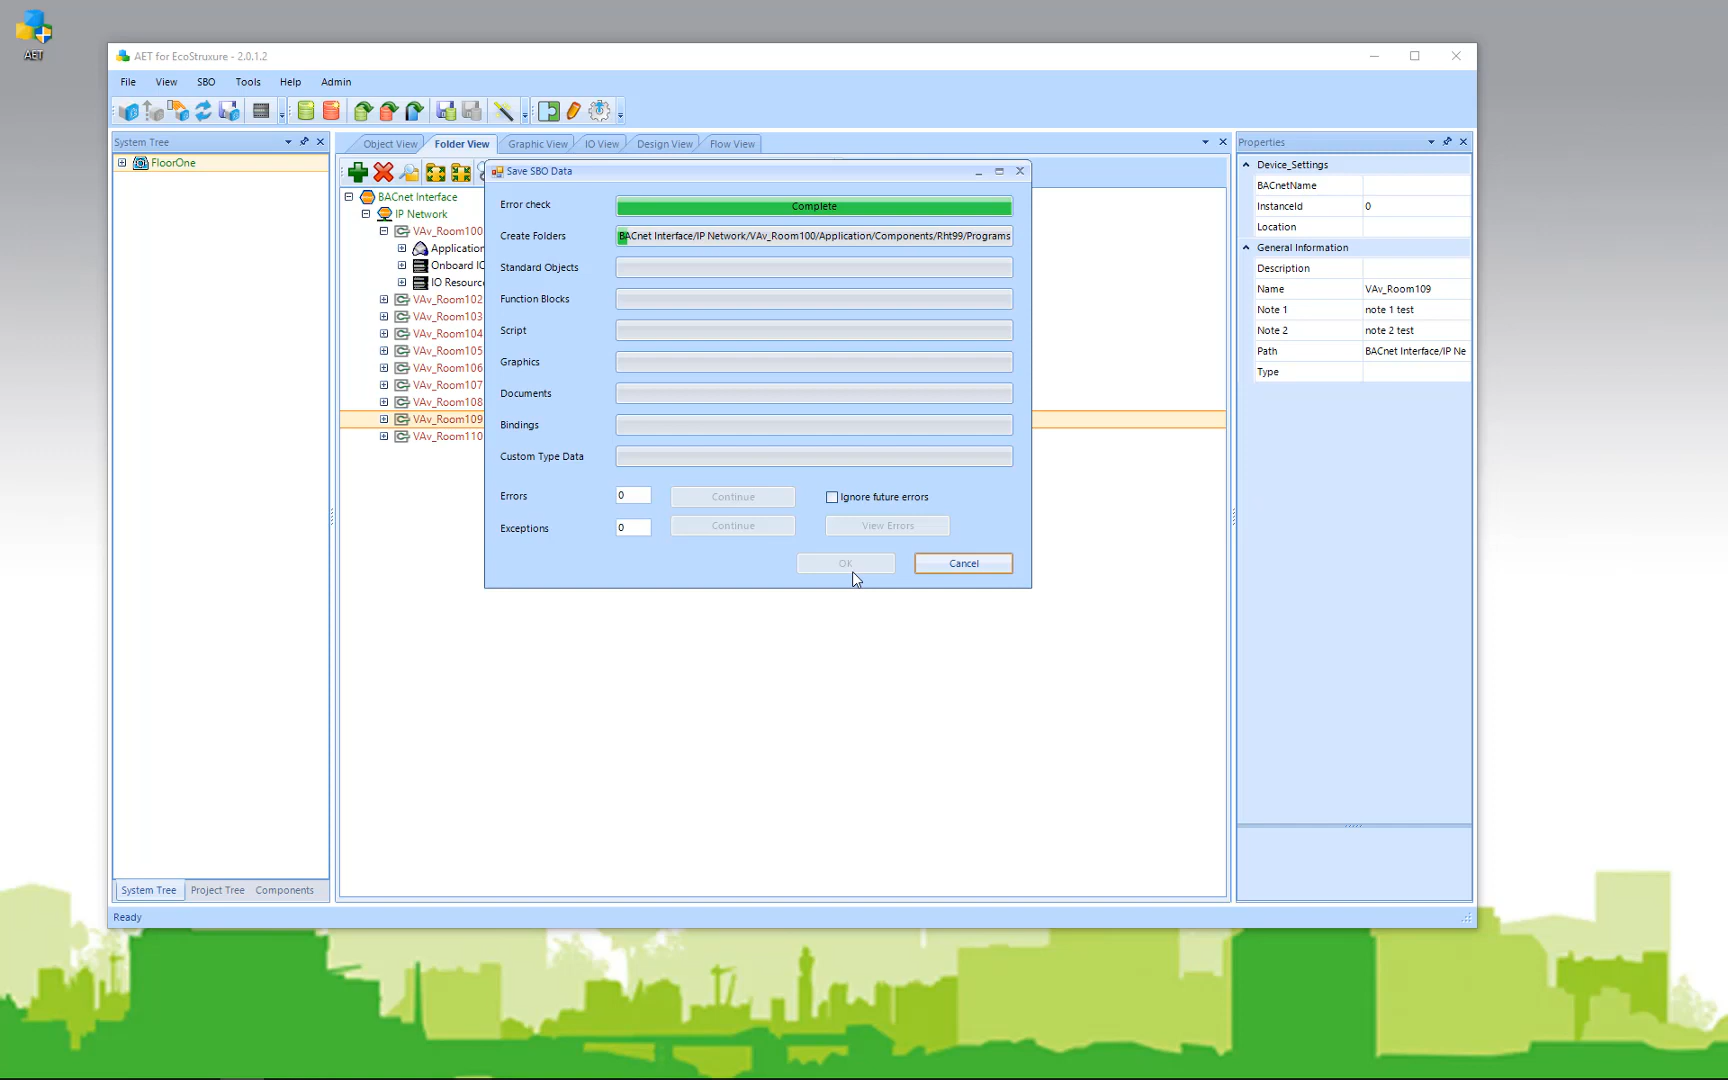 AET
AET for EcoStruxure - 2.0.1.2
File View SBO Tools Help Admin
System Tree
FloorOne
System Tree Project Tree Components
Object View Folder View Graphic View IO View Design View Flow View
BACnet Interface
IP Network
VAv_Room100
Application
Onboard IO
IO Resourc
VAv_Room102
VAv_Room103
VAv_Room104
VAv_Room105
VAv_Room106
VAv_Room107
VAv_Room108
VAv_Room109
VAv_Room110
Save SBO Data
Error check Complete
Create Folders BACnet Interface/IP Network/VAv_Room100/Application/Components/Rht99/Programs
Standard Objects
Function Blocks
Script
Graphics
Documents
Bindings
Custom Type Data
Errors 0 Continue Ignore future errors
Exceptions 0 Continue View Errors
OK Cancel
Properties
Device_Settings
BACnetName
InstanceId 0
Location
General Information
Description
Name VAv_Room109
Note 1 note 1 test
Note 2 note 2 test
Path BACnet Interface/IP Ne
Type
Ready